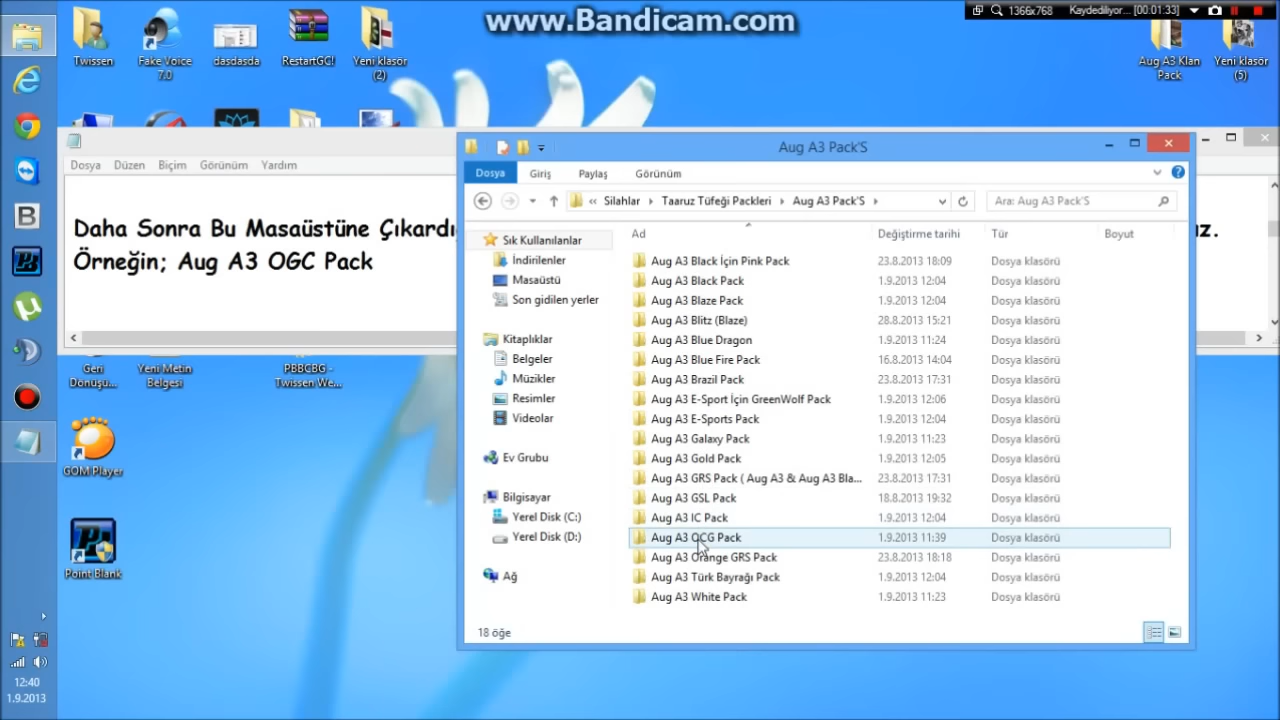 www.Bandicam.com
1366x768 Kaydediliyor... [00:01:33]
Twissen
Fake Voice 7.0
dasdasda
RestartGC!
Yeni klasör (2)
Aug A3 Klan Pack
Yeni klasör (5)
Dosya Düzen Biçim Görünüm Yardım
Daha Sonra Bu Masaüstüne Çıkardı
z.
Örneğin; Aug A3 OGC Pack
Geri Dönüşü...
Yeni Metin Belgesi
PBBCBG - Twissen We...
GOM Player
Point Blank
12:40
1.9.2013
Aug A3 Pack'S
Dosya Giriş Paylaş Görünüm
« Silahlar Taaruz Tüfeği Packleri Aug A3 Pack'S
Ara: Aug A3 Pack'S
Sık Kullanılanlar
İndirilenler
Masaüstü
Son gidilen yerler
Kitaplıklar
Belgeler
Müzikler
Resimler
Videolar
Ev Grubu
Bilgisayar
Yerel Disk (C:)
Yerel Disk (D:)
Ağ
Ad Değiştirme tarihi Tür Boyut
Aug A3 Black İçin Pink Pack 23.8.2013 18:09 Dosya klasörü
Aug A3 Black Pack 1.9.2013 12:04 Dosya klasörü
Aug A3 Blaze Pack 1.9.2013 12:04 Dosya klasörü
Aug A3 Blitz (Blaze) 28.8.2013 15:21 Dosya klasörü
Aug A3 Blue Dragon 1.9.2013 11:24 Dosya klasörü
Aug A3 Blue Fire Pack 16.8.2013 14:04 Dosya klasörü
Aug A3 Brazil Pack 23.8.2013 17:31 Dosya klasörü
Aug A3 E-Sport İçin GreenWolf Pack 1.9.2013 12:06 Dosya klasörü
Aug A3 E-Sports Pack 1.9.2013 12:04 Dosya klasörü
Aug A3 Galaxy Pack 1.9.2013 11:23 Dosya klasörü
Aug A3 Gold Pack 1.9.2013 12:05 Dosya klasörü
Aug A3 GRS Pack ( Aug A3 & Aug A3 Bla... 23.8.2013 17:31 Dosya klasörü
Aug A3 GSL Pack 18.8.2013 19:32 Dosya klasörü
Aug A3 IC Pack 1.9.2013 12:04 Dosya klasörü
Aug A3 OCG Pack 1.9.2013 11:39 Dosya klasörü
Aug A3 Orange GRS Pack 23.8.2013 18:18 Dosya klasörü
Aug A3 Türk Bayrağı Pack 1.9.2013 12:04 Dosya klasörü
Aug A3 White Pack 1.9.2013 11:23 Dosya klasörü
18 öğe